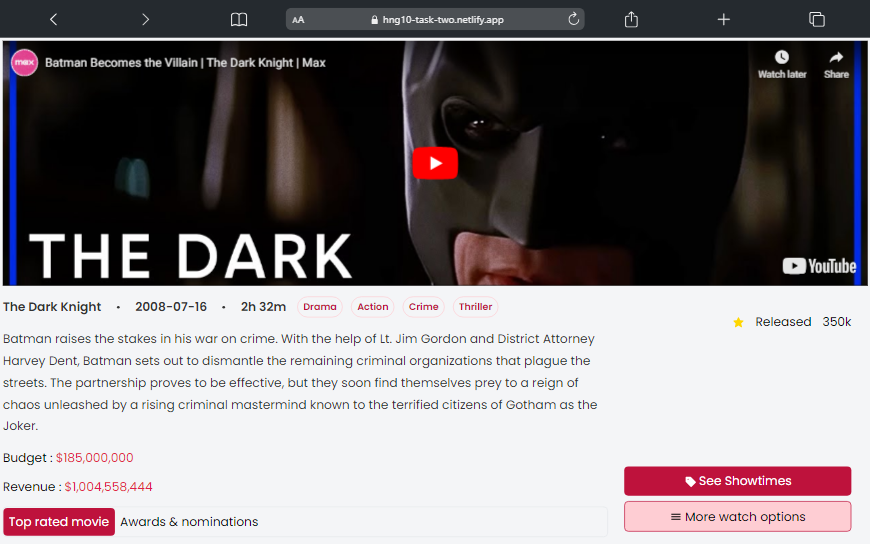 AA hng10-task-two.netlify.app
max Batman Becomes the Villain | The Dark Knight | Max
Watch later Share
THE DARK
YouTube
The Dark Knight • 2008-07-16 • 2h 32m Drama Action Crime Thriller
Released 350k
Batman raises the stakes in his war on crime. With the help of Lt. Jim Gordon and District Attorney
Harvey Dent, Batman sets out to dismantle the remaining criminal organizations that plague the
streets. The partnership proves to be effective, but they soon find themselves prey to a reign of
chaos unleashed by a rising criminal mastermind known to the terrified citizens of Gotham as the
Joker.
Budget : $185,000,000
Revenue : $1,004,558,444
Top rated movie Awards & nominations
See Showtimes
More watch options